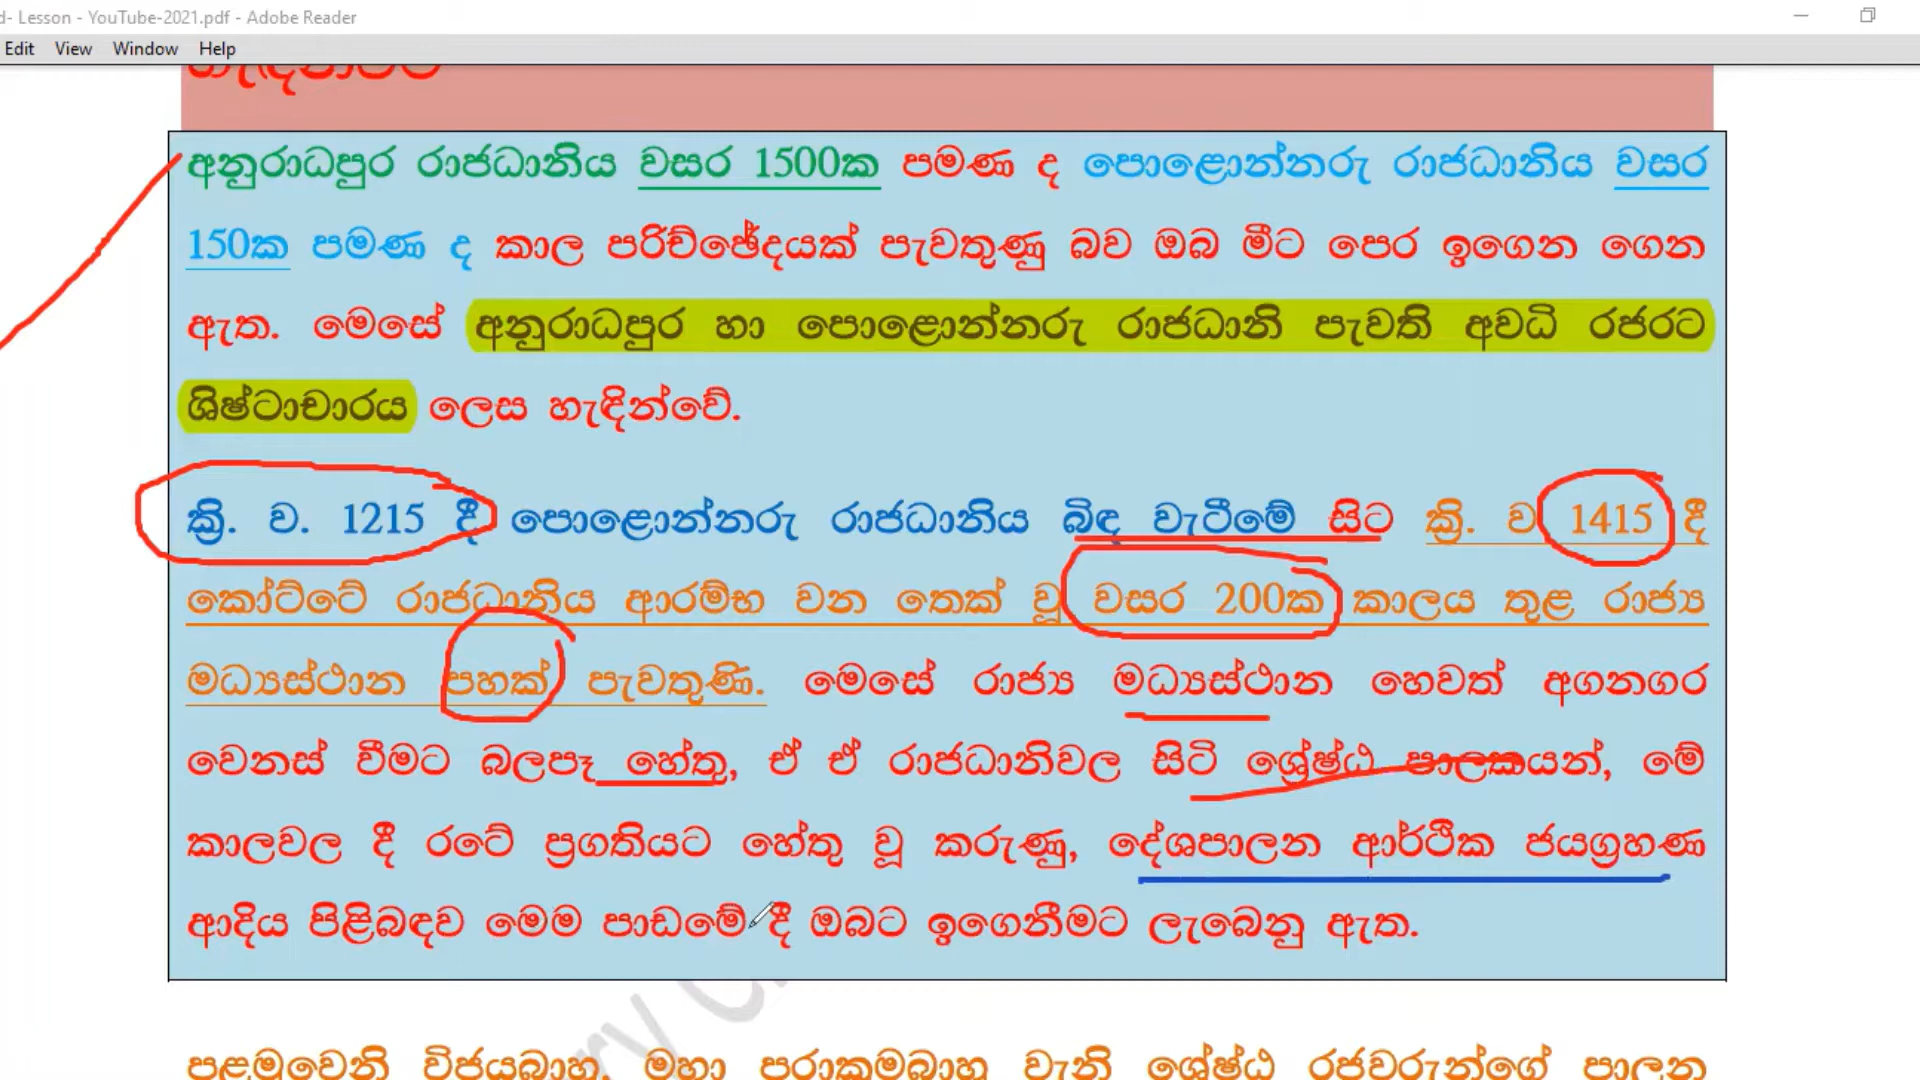 d- Lesson - YouTube-2021.pdf - Adobe Reader
Edit View Window Help
අනුරාධපුර රාජධානිය වසර 1500ක පමණ ද පොළොන්නරු රාජධානිය වසර
150ක පමණ ද කාල පරිච්ඡේදයක් පැවතුණු බව ඔබ මීට පෙර ඉගෙන ගෙන
ඇත. මෙසේ අනුරාධපුර හා පොළොන්නරු රාජධානි පැවති අවධි රජරට
ශිෂ්ටාචාරය ලෙස හැඳින්වේ.
ක්‍රි. ව. 1215 දී පොළොන්නරු රාජධානිය බිඳ වැටීමේ සිට ක්‍රි. ව 1415 දී
කෝට්ටේ රාජධානිය ආරම්භ වන තෙක් වූ වසර 200ක කාලය තුළ රාජ්‍ය
මධ්‍යස්ථාන පහක් පැවතුණි. මෙසේ රාජ්‍ය මධ්‍යස්ථාන හෙවත් අගනගර
වෙනස් වීමට බලපෑ හේතු, ඒ ඒ රාජධානිවල සිටි ශ්‍රේෂ්ඨ පාලකයන්, මේ
කාලවල දී රටේ ප්‍රගතියට හේතු වූ කරුණු, දේශපාලන ආර්ථික ජයග්‍රහණ
ආදිය පිළිබඳව මෙම පාඩමේ දී ඔබට ඉගෙනීමට ලැබෙනු ඇත.
පළමුවෙනි විජයබාහු, මහා පරාක්‍රමබාහු වැනි ශ්‍රේෂ්ඨ රජවරුන්ගේ පාලන